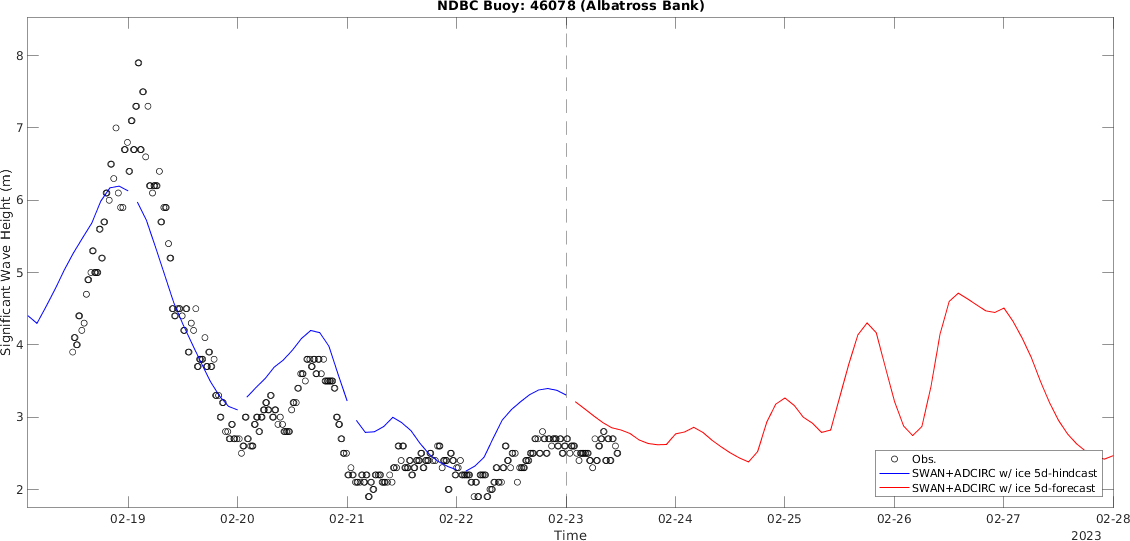 NDBC Buoy: 46078 (Albatross Bank)
Significant Wave Height (m)
8
7
6
5
4
3
2
Obs.
SWAN+ADCIRC w/ ice 5d-hindcast
SWAN+ADCIRC w/ ice 5d-forecast
02-19 02-20 02-21 02-22 02-23 02-24 02-25 02-26 02-27 02-28
Time
2023